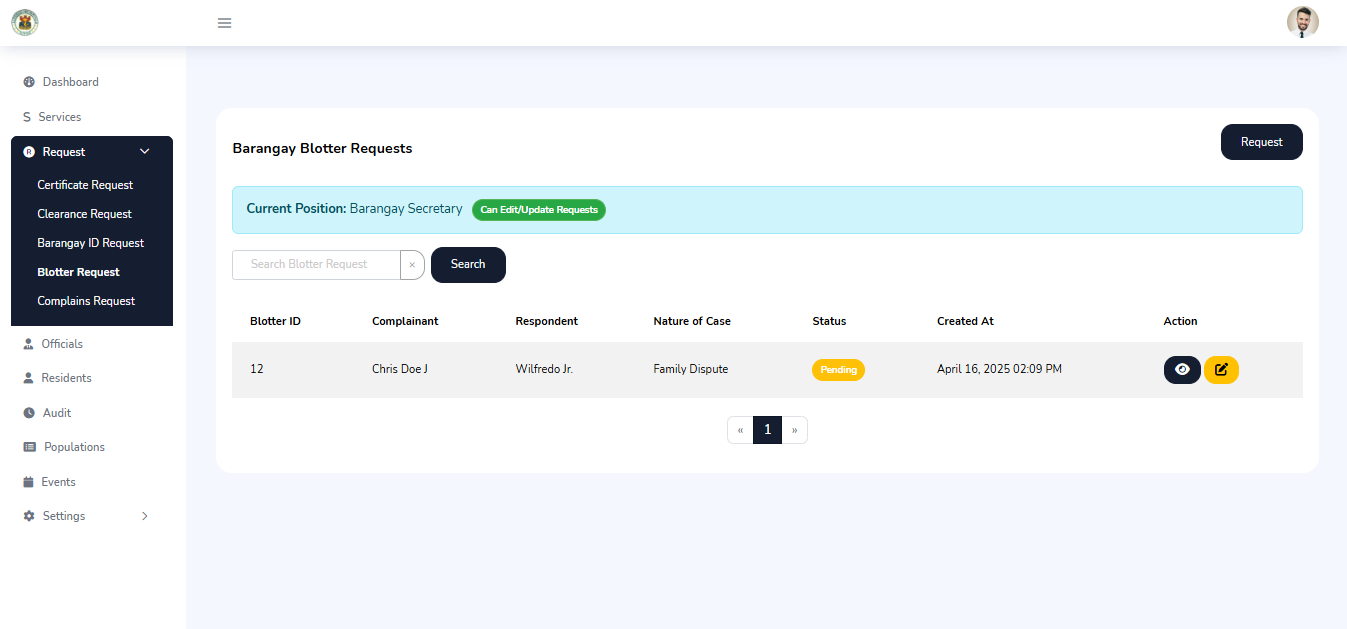 Dashboard
S Services
R Request
Certificate Request
Clearance Request
Barangay ID Request
Blotter Request
Complains Request
Officials
Residents
Audit
Populations
Events
Settings
Barangay Blotter Requests
Request
Current Position: Barangay Secretary Can Edit/Update Requests
Search Blotter Request × Search
Blotter ID Complainant Respondent Nature of Case Status Created At Action
12 Chris Doe J Wilfredo Jr. Family Dispute Pending April 16, 2025 02:09 PM
« 1 »